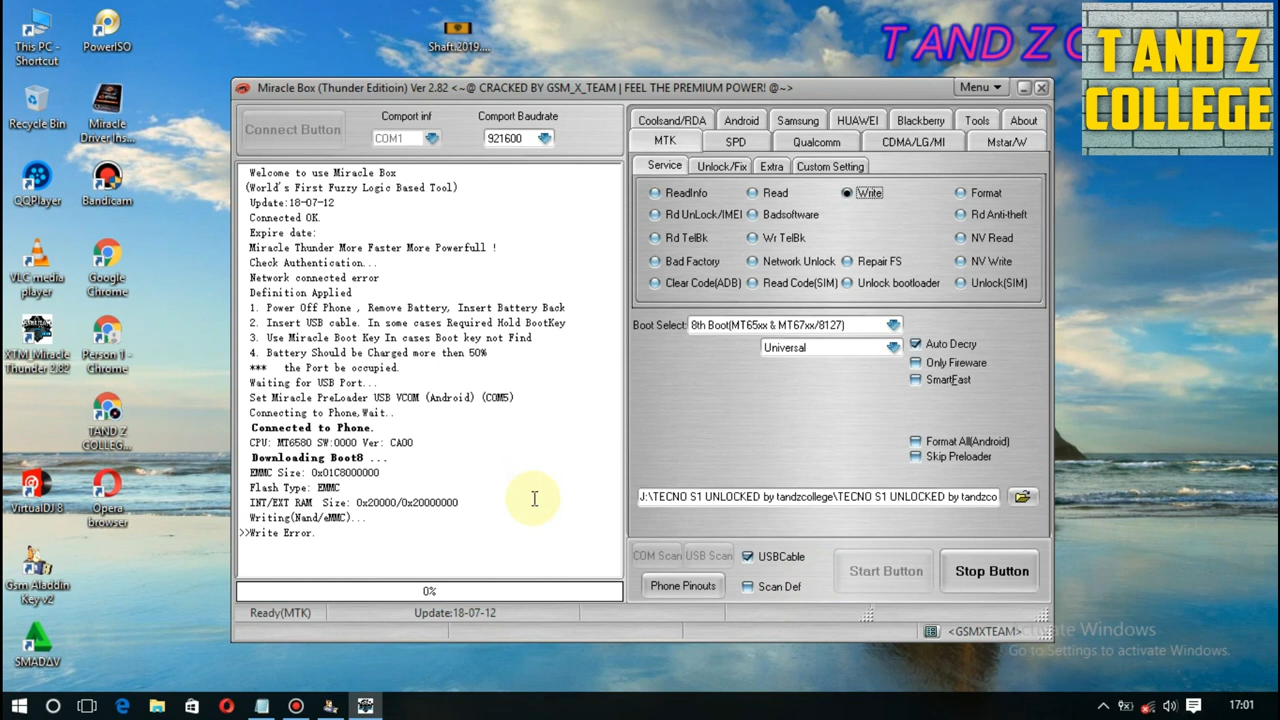 This PC -
Shortcut
PowerISO
Recycle Bin
Miracle
Driver Ins...
QQPlayer
Bandicam
VLC media
player
Google
Chrome
XTM_Miracle
Thunder 2.82
Person 1 -
Chrome
TAND Z
COLLEG...
VirtualDJ 8
Opera
browser
Gsm Aladdin
Key v2
SMADΔV
Shafti2019....
T AND Z C
T AND Z
COLLEGE
Miracle Box (Thunder Editioin) Ver 2.82 <~@ CRACKED BY GSM_X_TEAM | FEEL THE PREMIUM POWER! @~>
Menu
Connect Button
Comport inf
Comport Baudrate
COM1
921600
Welcome to use Miracle Box
(World's First Fuzzy Logic Based Tool)
Update:18-07-12
Connected OK.
Expire date:
Miracle Thunder More Faster More Powerfull !
Check Authentication...
Network connected error
Definition Applied
1. Power Off Phone , Remove Battery, Insert Battery Back
2. Insert USB cable. In some cases Required Hold BootKey
3. Use Miracle Boot Key In cases Boot key not Find
4. Battery Should be Charged more then 50%
*** the Port be occupied.
Waiting for USB Port...
Set Miracle PreLoader USB VCOM (Android) (COM5)
Connecting to Phone,Wait..
Connected to Phone.
CPU: MT6580 SW:0000 Ver: CA00
Downloading Boot8 ...
EMMC Size: 0x01C8000000
Flash Type: EMMC
INT/EXT RAM Size: 0x20000/0x20000000
Writing(Nand/eMMC)...
>>Write Error.
0%
Ready(MTK)
Update:18-07-12
Coolsand/RDA
Android
Samsung
HUAWEI
Blackberry
Tools
About
MTK
SPD
Qualcomm
CDMA/LG/MI
Mstar/W
Service
Unlock/Fix
Extra
Custom Setting
ReadInfo
Read
Write
Format
Rd UnLock/IMEI
Badsoftware
Rd Anti-theft
Rd TelBk
Wr TelBk
NV Read
Bad Factory
Network Unlock
Repair FS
NV Write
Clear Code(ADB)
Read Code(SIM)
Unlock bootloader
Unlock(SIM)
Boot Select:
8th Boot(MT65xx & MT67xx/8127)
Universal
Auto Decry
Only Fireware
SmartFast
Format All(Android)
Skip Preloader
J:\TECNO S1 UNLOCKED by tandzcollege\TECNO S1 UNLOCKED by tandzco
COM Scan
USB Scan
USBCable
Phone Pinouts
Scan Def
Start Button
Stop Button
<GSMXTEAM>
Activate Windows
Go to Settings to activate Windows.
17:01